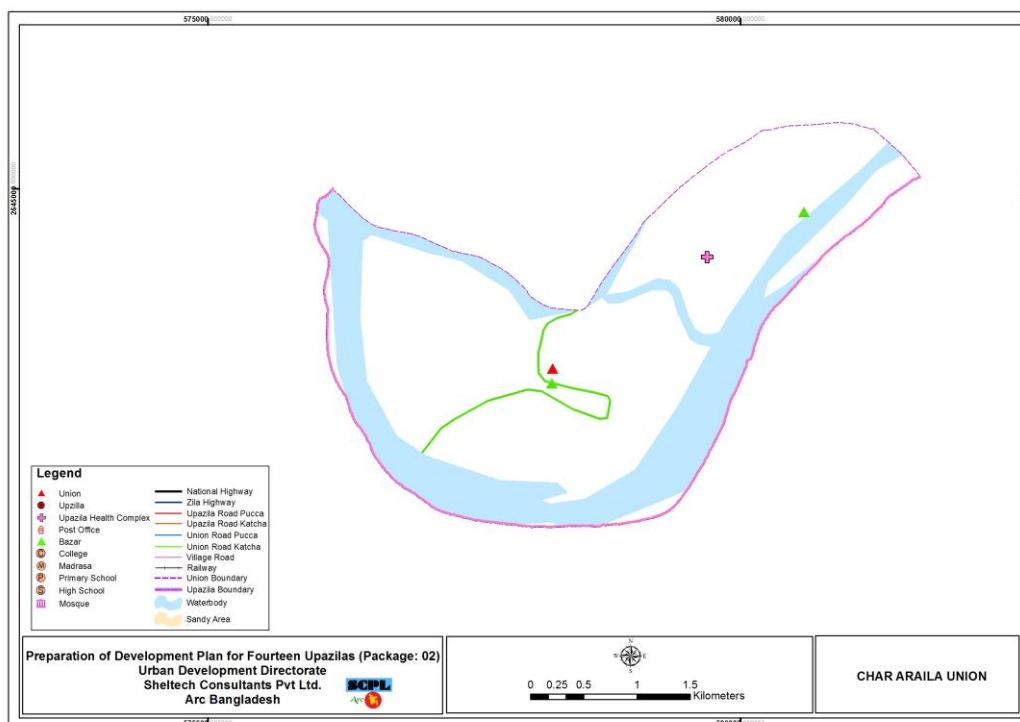 575000.000000
580000.000000
2645000.000000
Legend
Union
Upzilla
Upazila Health Complex
Post Office
Bazar
College
Madrasa
Primary School
High School
Mosque
National Highway
Zila Highway
Upazila Road Pucca
Upazila Road Katcha
Union Road Pucca
Union Road Katcha
Village Road
Railway
Union Boundary
Upazila Boundary
Waterbody
Sandy Area
C
M
P
S
Preparation of Development Plan for Fourteen Upazilas (Package: 02)
Urban Development Directorate
Sheltech Consultants Pvt Ltd.
Arc Bangladesh
SCPL
Arc
N
W E
S
0 0.25 0.5 1 1.5
Kilometers
CHAR ARAILA UNION